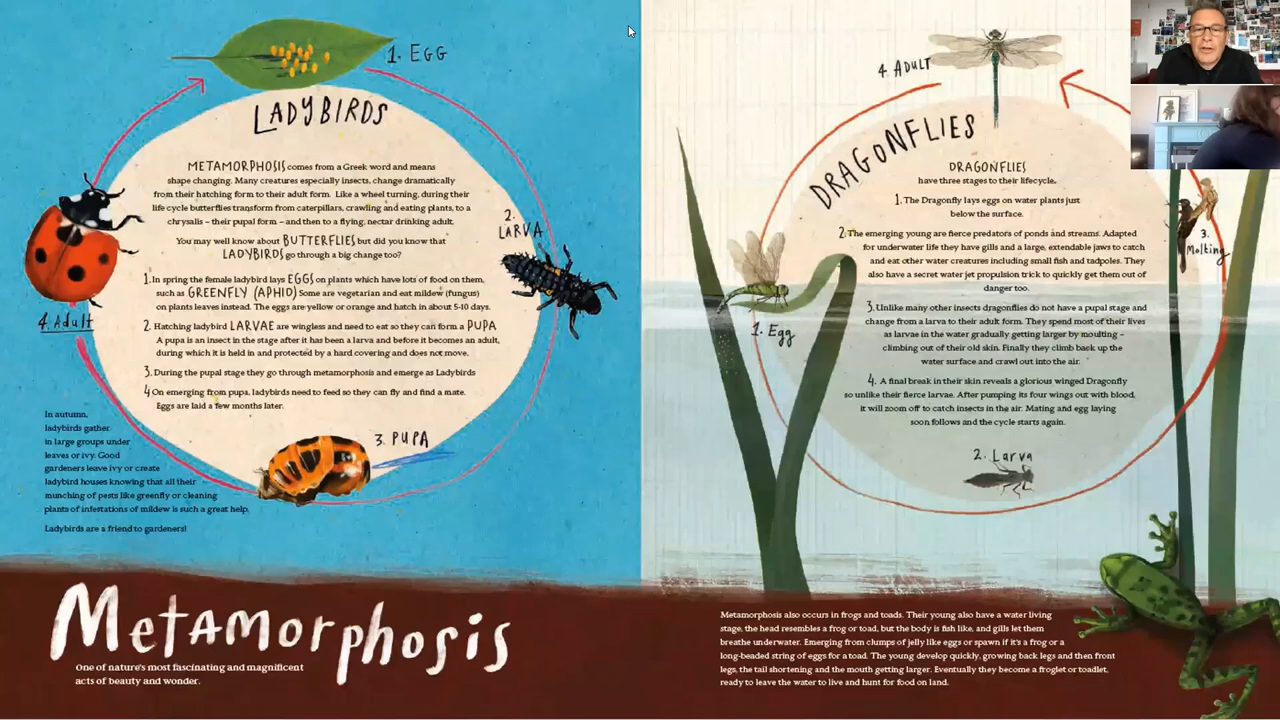 1. EGG
LADYBIRDS
METAMORPHOSIS comes from a Greek word and means
shape changing. Many creatures especially insects, change dramatically
from their hatching form to their adult form. Like a wheel turning, during their
life cycle butterflies transform from caterpillars, crawling and eating plants, to a
chrysalis – their pupal form – and then to a flying, nectar drinking adult.
You may well know about BUTTERFLIES but did you know that
LADYBIRDS go through a big change too?
1. In spring the female ladybird lays EGGS on plants which have lots of food on them,
such as GREENFLY (APHID) Some are vegetarian and eat mildew (fungus)
on plants leaves instead. The eggs are yellow or orange and hatch in about 5-10 days.
2. Hatching ladybird LARVAE are wingless and need to eat so they can form a PUPA
A pupa is an insect in the stage after it has been a larva and before it becomes an adult,
during which it is held in and protected by a hard covering and does not move.
3. During the pupal stage they go through metamorphosis and emerge as Ladybirds
4 On emerging from pupa, ladybirds need to feed so they can fly and find a mate.
Eggs are laid a few months later.
2.
LARVA
3. PUPA
4. Adult
In autumn,
ladybirds gather
in large groups under
leaves or ivy. Good
gardeners leave ivy or create
ladybird houses knowing that all their
munching of pests like greenfly or cleaning
plants of infestations of mildew is such a great help.
Ladybirds are a friend to gardeners!
Metamorphosis
One of nature's most fascinating and magnificent
acts of beauty and wonder.
4. ADULT
DRAGONFLIES
DRAGONFLIES
have three stages to their lifecycle.
1. The Dragonfly lays eggs on water plants just
below the surface.
2. The emerging young are fierce predators of ponds and streams. Adapted
for underwater life they have gills and a large, extendable jaws to catch
and eat other water creatures including small fish and tadpoles. They
also have a secret water jet propulsion trick to quickly get them out of
danger too.
3. Unlike many other insects dragonflies do not have a pupal stage and
change from a larva to their adult form. They spend most of their lives
as larvae in the water gradually getting larger by moulting –
climbing out of their old skin. Finally they climb back up the
water surface and crawl out into the air.
4. A final break in their skin reveals a glorious winged Dragonfly
so unlike their fierce larvae. After pumping its four wings out with blood,
it will zoom off to catch insects in the air. Mating and egg laying
soon follows and the cycle starts again.
1. Egg
2. Larva
3.
Molting
Metamorphosis also occurs in frogs and toads. Their young also have a water living
stage, the head resembles a frog or toad, but the body is fish like, and gills let them
breathe underwater. Emerging from clumps of jelly like eggs or spawn if it's a frog or a
long-beaded string of eggs for a toad. The young develop quickly, growing back legs and then front
legs, the tail shortening and the mouth getting larger. Eventually they become a froglet or toadlet,
ready to leave the water to live and hunt for food on land.